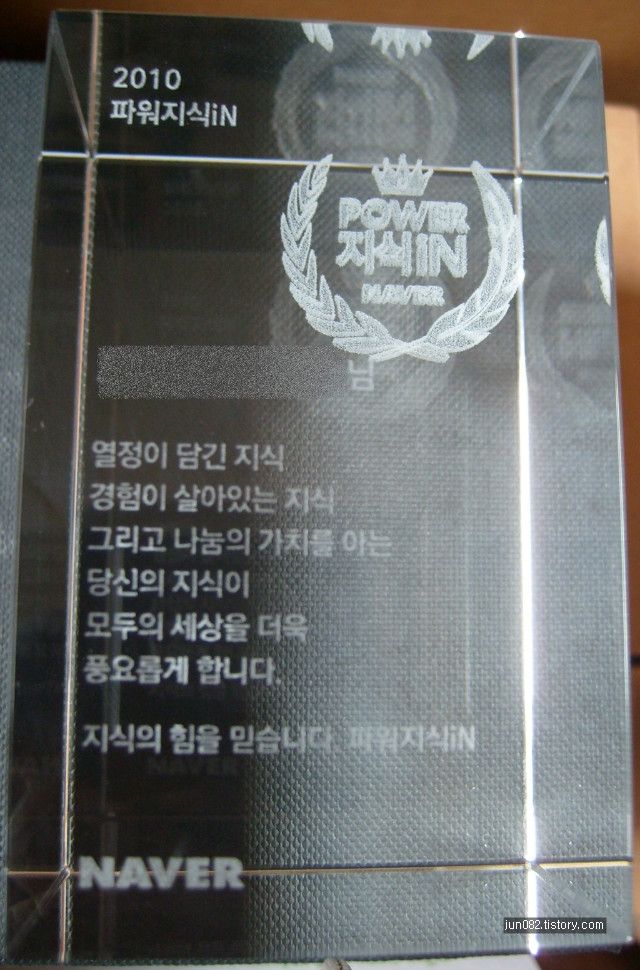 2010
파워지식iN
POWER
지식iN
NAVER
님
열정이 담긴 지식
경험이 살아있는 지식
그리고 나눔의 가치를 아는
당신의 지식이
모두의 세상을 더욱
풍요롭게 합니다.
지식의 힘을 믿습니다. 파워지식iN
NAVER
jun082.tistory.com